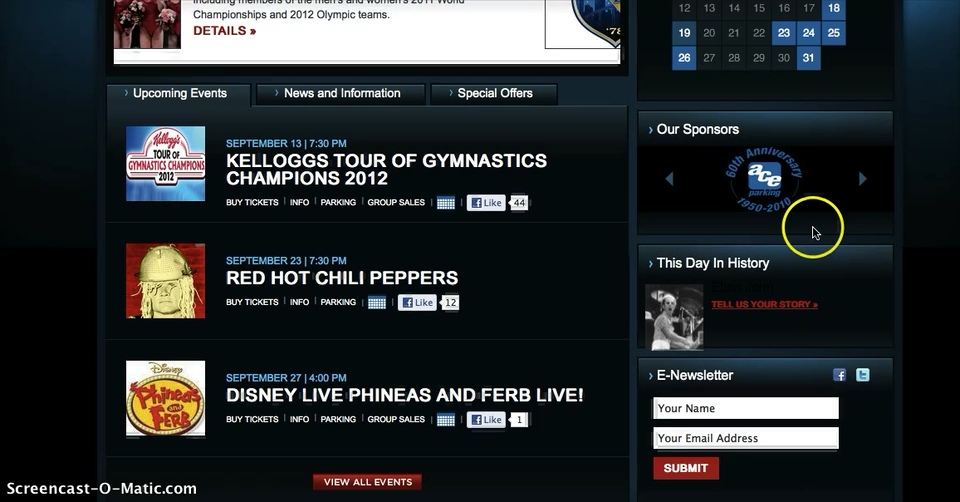 Including members of the men's and women's 2011 World
Championships and 2012 Olympic teams.
DETAILS »
'78
12 13 14 15 16 17 18
19 20 21 22 23 24 25
26 27 28 29 30 31
› Upcoming Events
› News and Information
› Special Offers
Kellogg's
TOUR OF
GYMNASTICS
CHAMPIONS
2012
SEPTEMBER 13 | 7:30 PM
KELLOGGS TOUR OF GYMNASTICS
CHAMPIONS 2012
BUY TICKETS | INFO | PARKING | GROUP SALES | Like 44
SEPTEMBER 23 | 7:30 PM
RED HOT CHILI PEPPERS
BUY TICKETS | INFO | PARKING | Like 12
Disney
Phineas
and
FERB
SEPTEMBER 27 | 4:00 PM
DISNEY LIVE PHINEAS AND FERB LIVE!
BUY TICKETS | INFO | PARKING | GROUP SALES | Like 1
VIEW ALL EVENTS
› Our Sponsors
60th Anniversary
ace
parking
1950-2010
› This Day In History
Elton John
TELL US YOUR STORY »
› E-Newsletter
Your Name
Your Email Address
SUBMIT
Screencast-O-Matic.com